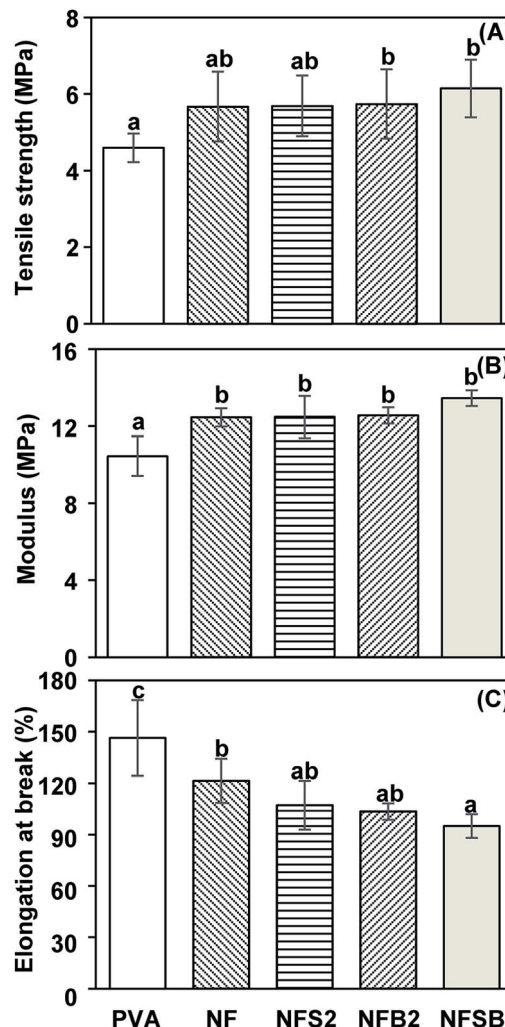 8
(A)
6
4
2
0
Tensile strength (MPa)
a
ab
ab
b
b
16
(B)
12
8
4
0
Modulus (MPa)
a
b
b
b
b
180
(C)
150
120
90
60
30
0
Elongation at break (%)
c
b
ab
ab
a
PVA NF NFS2 NFB2 NFSB